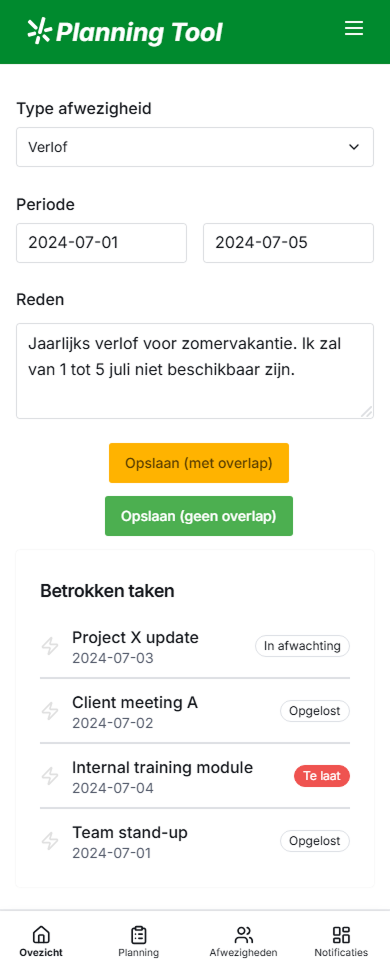 Planning Tool
Type afwezigheid
Verlof
Periode
2024-07-01 2024-07-05
Reden
Jaarlijks verlof voor zomervakantie. Ik zal
van 1 tot 5 juli niet beschikbaar zijn.
Opslaan (met overlap)
Opslaan (geen overlap)
Betrokken taken
Project X update
2024-07-03
In afwachting
Client meeting A
2024-07-02
Opgelost
Internal training module
2024-07-04
Te laat
Team stand-up
2024-07-01
Opgelost
Ovezicht Planning Afwezigheden Notificaties